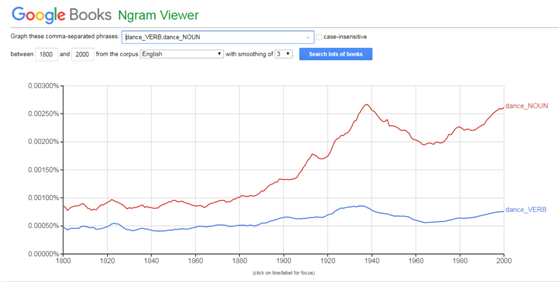 Google Books Ngram Viewer
Graph these comma-separated phrases: dance_VERB,dance_NOUN case-insensitive
between 1800 and 2000 from the corpus English with smoothing of 3 Search lots of books
0.00300%
dance_NOUN
0.00250%
0.00200%
0.00150%
0.00100%
dance_VERB
0.00050%
0.00000%
1800 1820 1840 1860 1880 1900 1920 1940 1960 1980 2000
(click on line/label for focus)